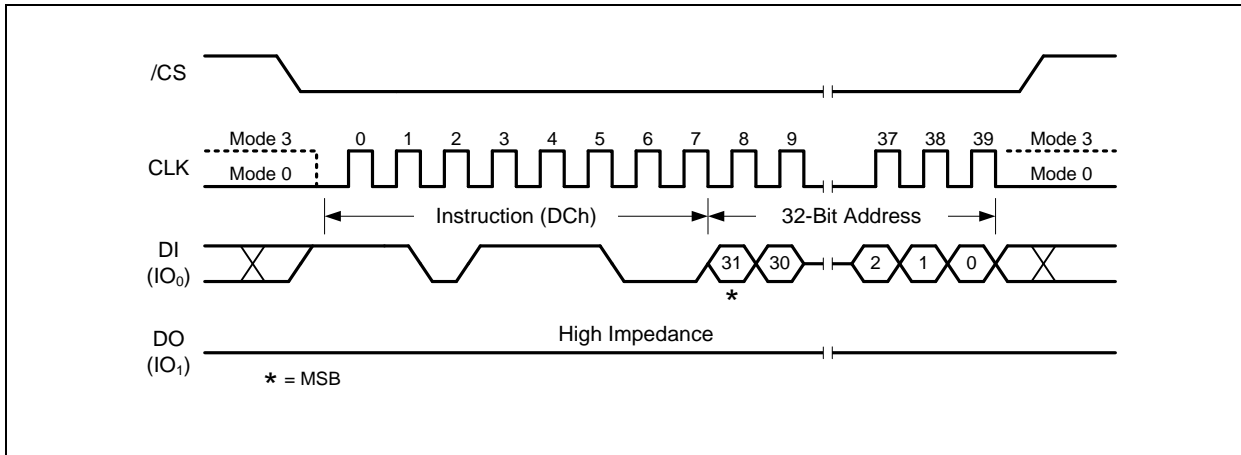 /CS
Mode 3
0 1 2 3 4 5 6 7 8 9 37 38 39
Mode 3
CLK
Mode 0
Mode 0
Instruction (DCh)
32-Bit Address
DI
(IO₀)
31 30 2 1 0
*
DO
(IO₁)
High Impedance
* = MSB